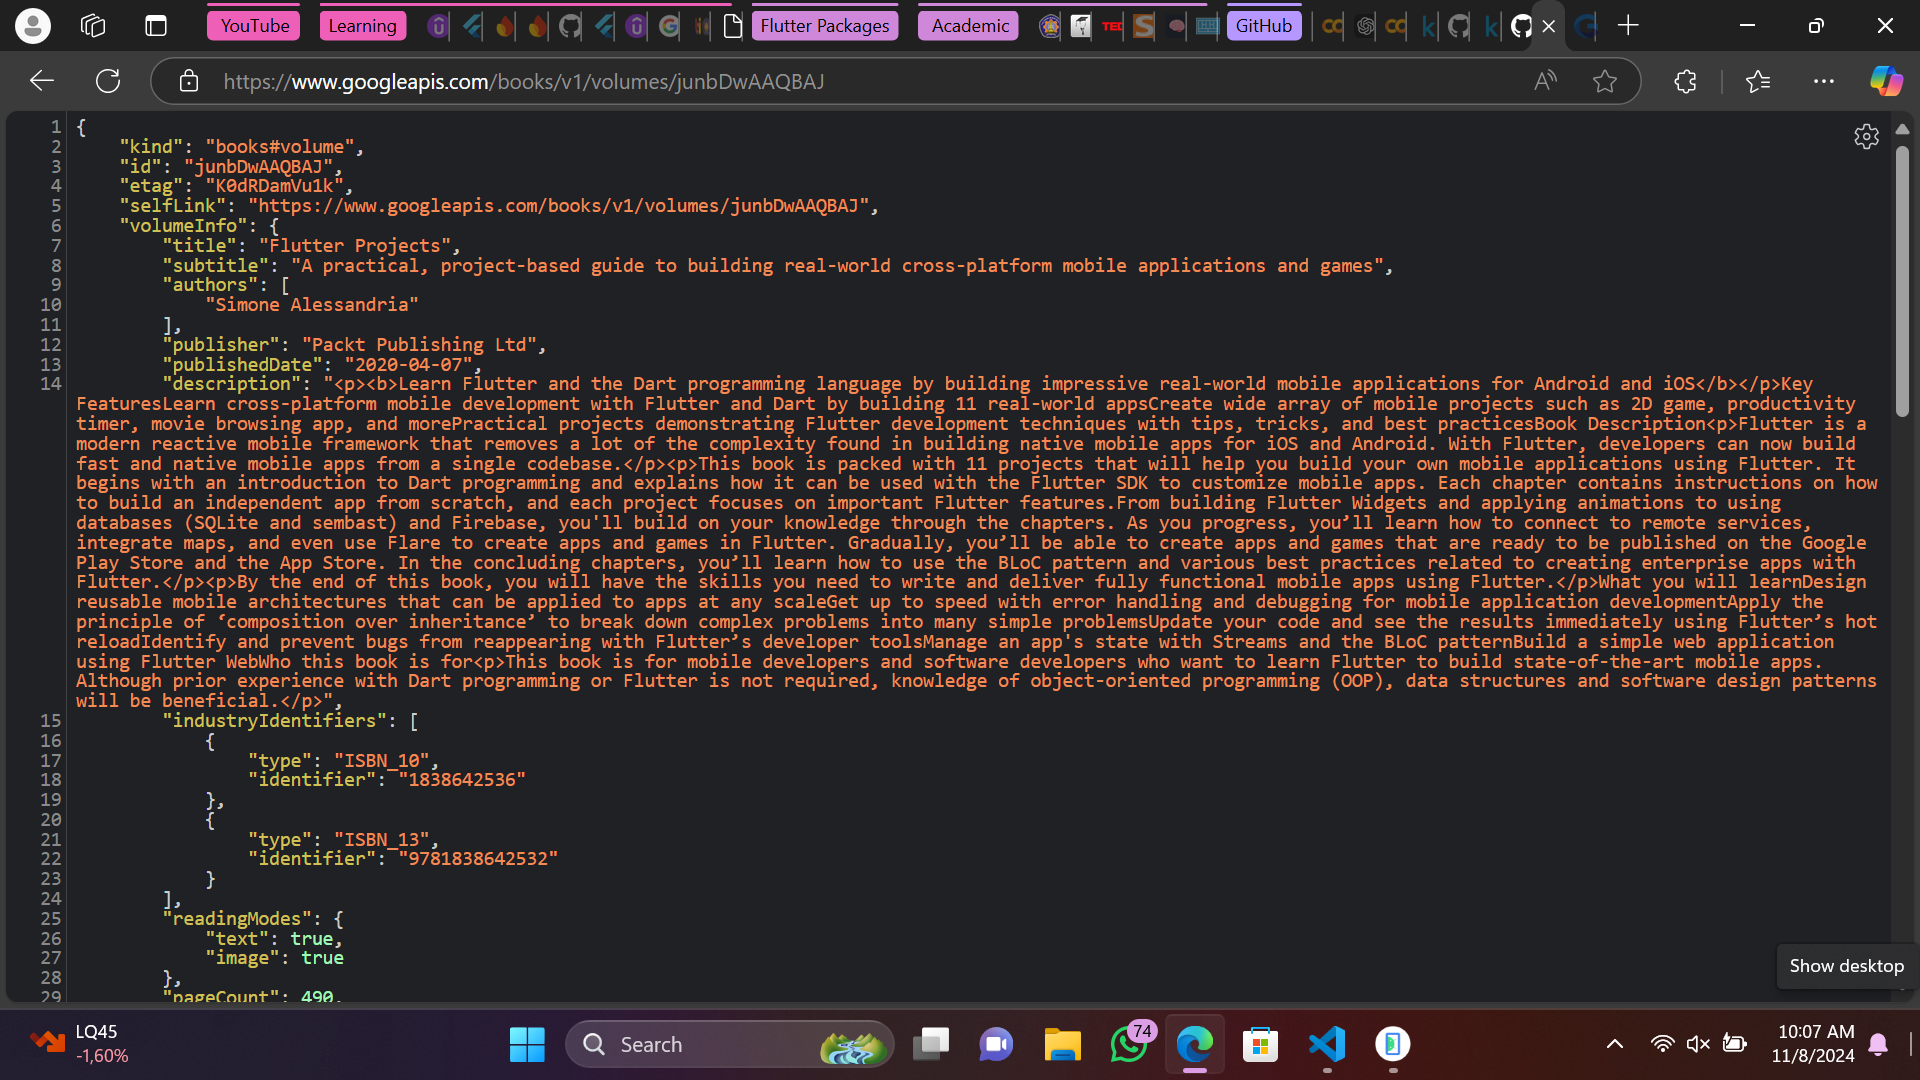 YouTube
Learning
Flutter Packages
Academic
TED
GitHub
https://www.googleapis.com/books/v1/volumes/junbDwAAQBAJ
1 {
2 "kind": "books#volume",
3 "id": "junbDwAAQBAJ",
4 "etag": "K0dRDamVu1k",
5 "selfLink": "https://www.googleapis.com/books/v1/volumes/junbDwAAQBAJ",
6 "volumeInfo": {
7 "title": "Flutter Projects",
8 "subtitle": "A practical, project-based guide to building real-world cross-platform mobile applications and games",
9 "authors": [
10 "Simone Alessandria"
11 ],
12 "publisher": "Packt Publishing Ltd",
13 "publishedDate": "2020-04-07",
14 "description": "<p><b>Learn Flutter and the Dart programming language by building impressive real-world mobile applications for Android and iOS</b></p>Key
FeaturesLearn cross-platform mobile development with Flutter and Dart by building 11 real-world appsCreate wide array of mobile projects such as 2D game, productivity
timer, movie browsing app, and morePractical projects demonstrating Flutter development techniques with tips, tricks, and best practicesBook Description<p>Flutter is a
modern reactive mobile framework that removes a lot of the complexity found in building native mobile apps for iOS and Android. With Flutter, developers can now build
fast and native mobile apps from a single codebase.</p><p>This book is packed with 11 projects that will help you build your own mobile applications using Flutter. It
begins with an introduction to Dart programming and explains how it can be used with the Flutter SDK to customize mobile apps. Each chapter contains instructions on how
to build an independent app from scratch, and each project focuses on important Flutter features.From building Flutter Widgets and applying animations to using
databases (SQLite and sembast) and Firebase, you'll build on your knowledge through the chapters. As you progress, you’ll learn how to connect to remote services,
integrate maps, and even use Flare to create apps and games in Flutter. Gradually, you’ll be able to create apps and games that are ready to be published on the Google
Play Store and the App Store. In the concluding chapters, you’ll learn how to use the BLoC pattern and various best practices related to creating enterprise apps with
Flutter.</p><p>By the end of this book, you will have the skills you need to write and deliver fully functional mobile apps using Flutter.</p>What you will learnDesign
reusable mobile architectures that can be applied to apps at any scaleGet up to speed with error handling and debugging for mobile application developmentApply the
principle of ‘composition over inheritance’ to break down complex problems into many simple problemsUpdate your code and see the results immediately using Flutter’s hot
reloadIdentify and prevent bugs from reappearing with Flutter’s developer toolsManage an app's state with Streams and the BLoC patternBuild a simple web application
using Flutter WebWho this book is for<p>This book is for mobile developers and software developers who want to learn Flutter to build state-of-the-art mobile apps.
Although prior experience with Dart programming or Flutter is not required, knowledge of object-oriented programming (OOP), data structures and software design patterns
will be beneficial.</p>",
15 "industryIdentifiers": [
16 {
17 "type": "ISBN_10",
18 "identifier": "1838642536"
19 },
20 {
21 "type": "ISBN_13",
22 "identifier": "9781838642532"
23 }
24 ],
25 "readingModes": {
26 "text": true,
27 "image": true
28 },
29 "pageCount": 490,
Show desktop
LQ45
-1,60%
Search
74
10:07 AM
11/8/2024